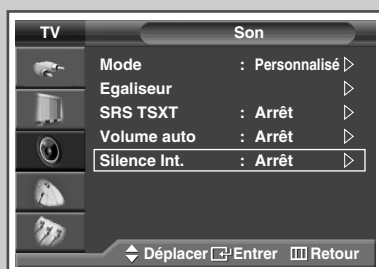 TV Son
Mode : Personnalisé
Egaliseur
SRS TSXT : Arrêt
Volume auto : Arrêt
Silence Int. : Arrêt
Déplacer Entrer Retour